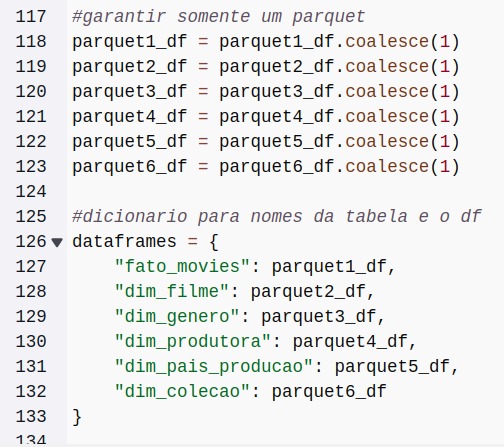 117 #garantir somente um parquet
118 parquet1_df = parquet1_df.coalesce(1)
119 parquet2_df = parquet2_df.coalesce(1)
120 parquet3_df = parquet3_df.coalesce(1)
121 parquet4_df = parquet4_df.coalesce(1)
122 parquet5_df = parquet5_df.coalesce(1)
123 parquet6_df = parquet6_df.coalesce(1)
124
125 #dicionario para nomes da tabela e o df
126 dataframes = {
127     "fato_movies": parquet1_df,
128     "dim_filme": parquet2_df,
129     "dim_genero": parquet3_df,
130     "dim_produtora": parquet4_df,
131     "dim_pais_producao": parquet5_df,
132     "dim_colecao": parquet6_df
133 }
134